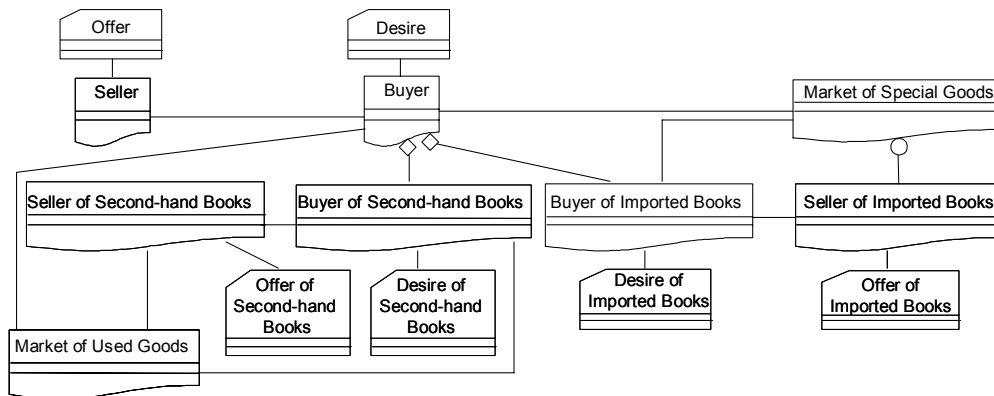 Offer
Desire
Seller
Buyer
Market of Special Goods
Seller of Second-hand Books
Buyer of Second-hand Books
Buyer of Imported Books
Seller of Imported Books
Offer of
Second-hand
Books
Desire of
Second-hand
Books
Desire of
Imported Books
Offer of
Imported Books
Market of Used Goods